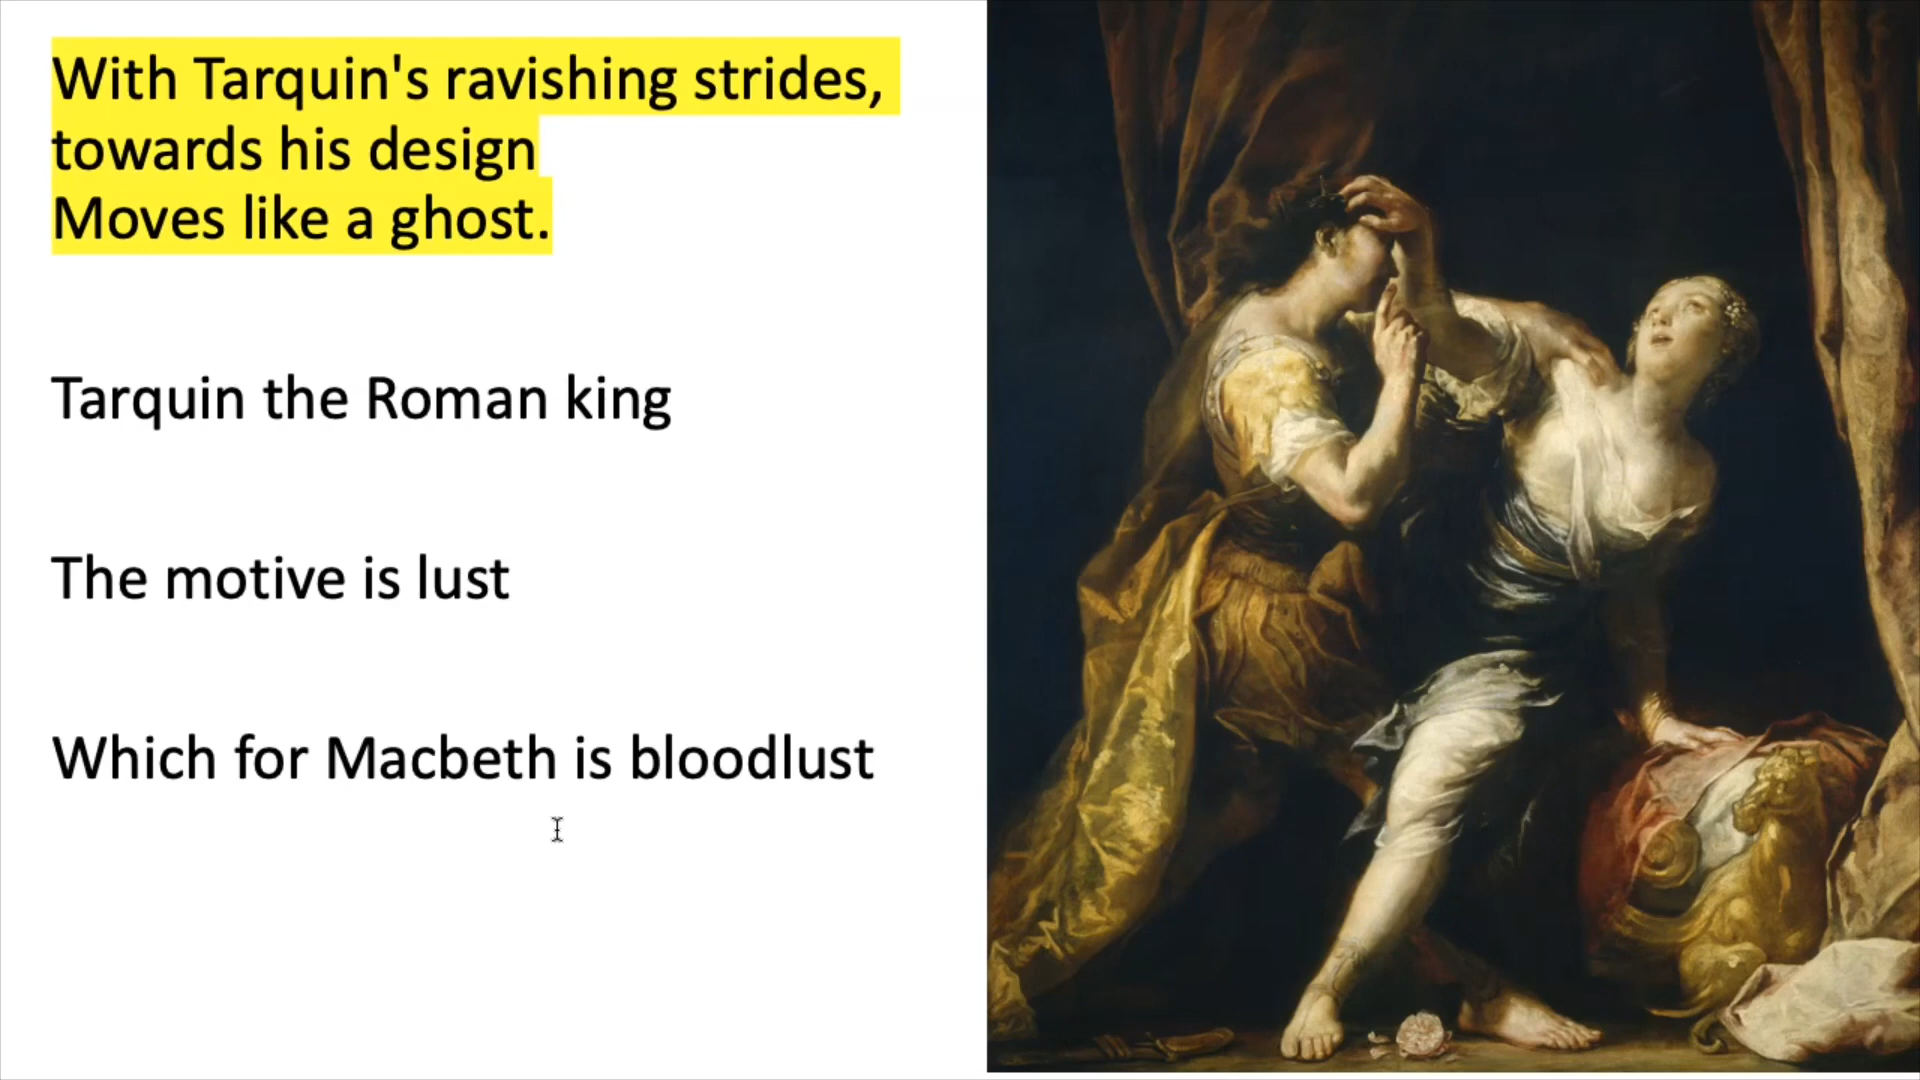 With Tarquin's ravishing strides,
towards his design
Moves like a ghost.
Tarquin the Roman king
The motive is lust
Which for Macbeth is bloodlust